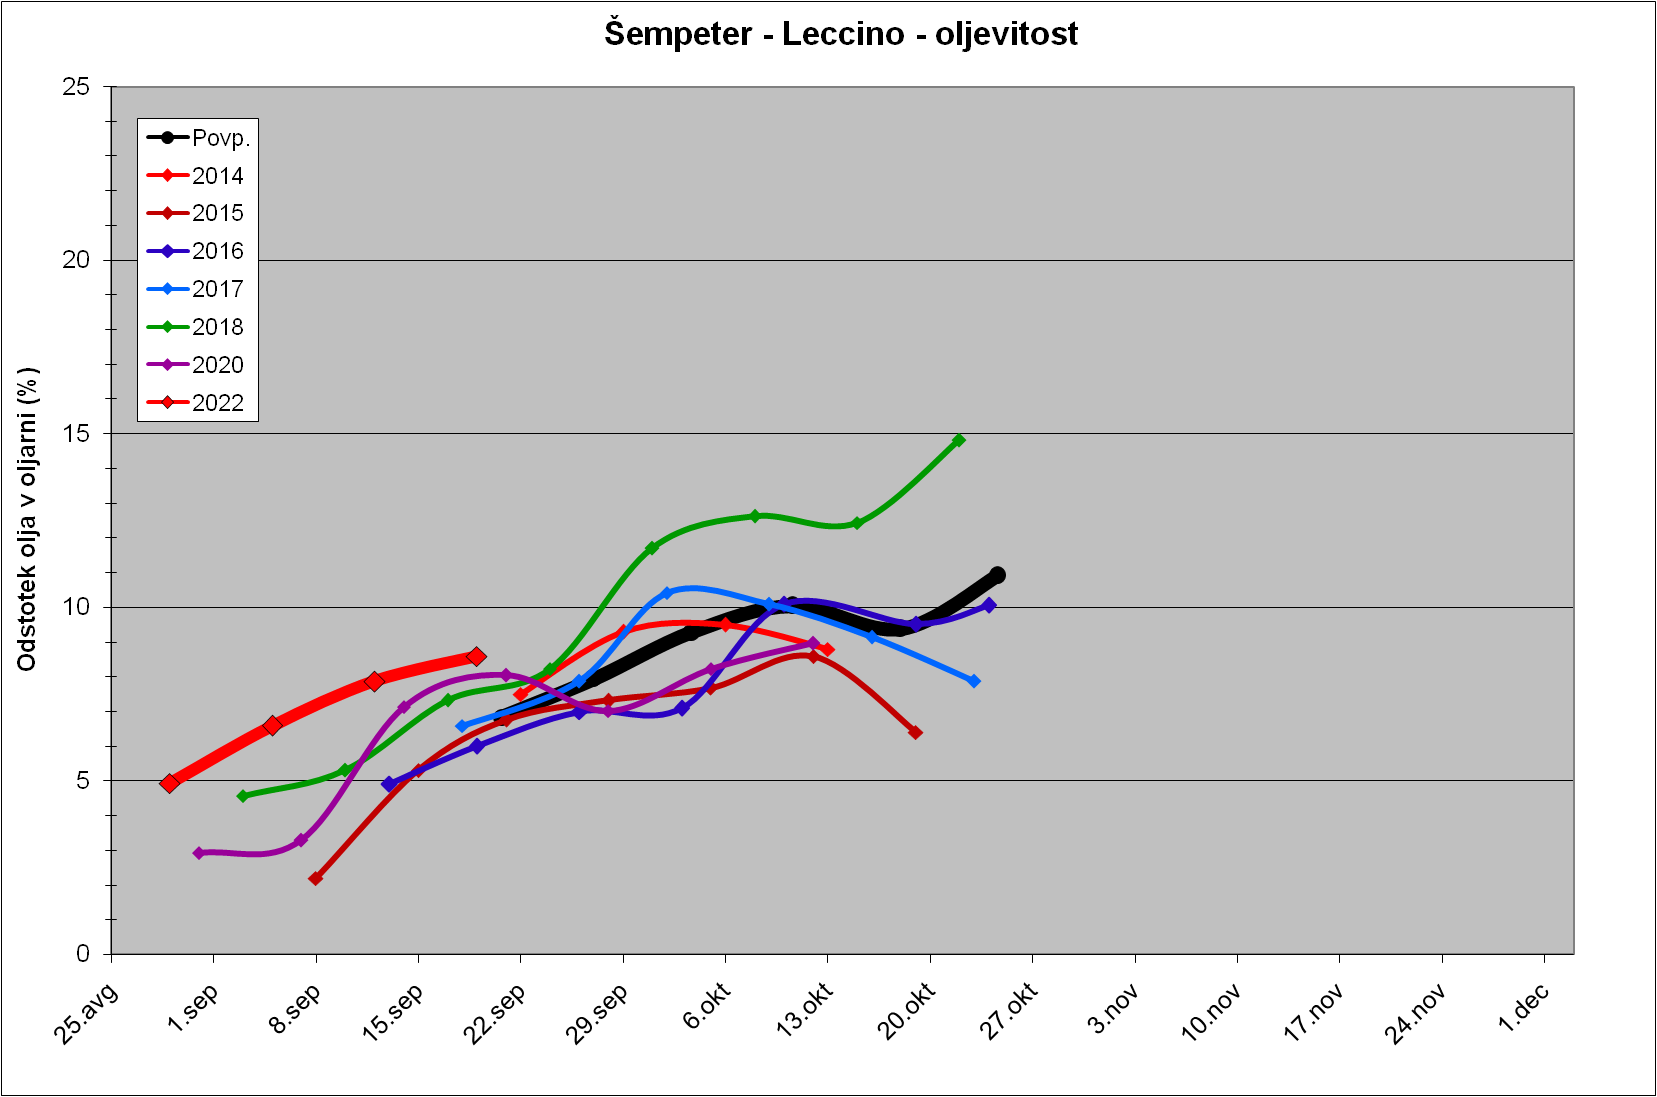 Šempeter - Leccino - oljevitost
Odstotek olja v oljarni (%)
25
20
15
10
5
0
Povp.
2014
2015
2016
2017
2018
2020
2022
25.avg
1.sep
8.sep
15.sep
22.sep
29.sep
6.okt
13.okt
20.okt
27.okt
3.nov
10.nov
17.nov
24.nov
1.dec